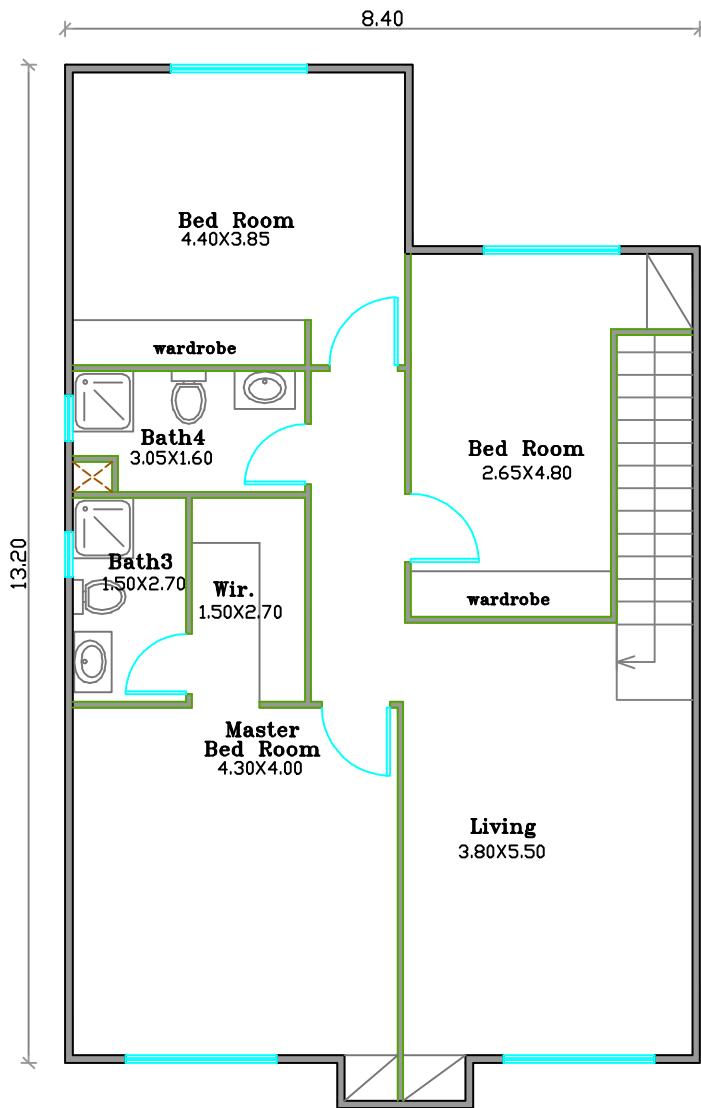 8.40
13.20
Bed Room
4.40X3.85
wardrobe
Bath4
3.05X1.60
Bed Room
2.65X4.80
wardrobe
Bath3
1.50X2.70
Wir.
1.50X2.70
Master
Bed Room
4.30X4.00
Living
3.80X5.50